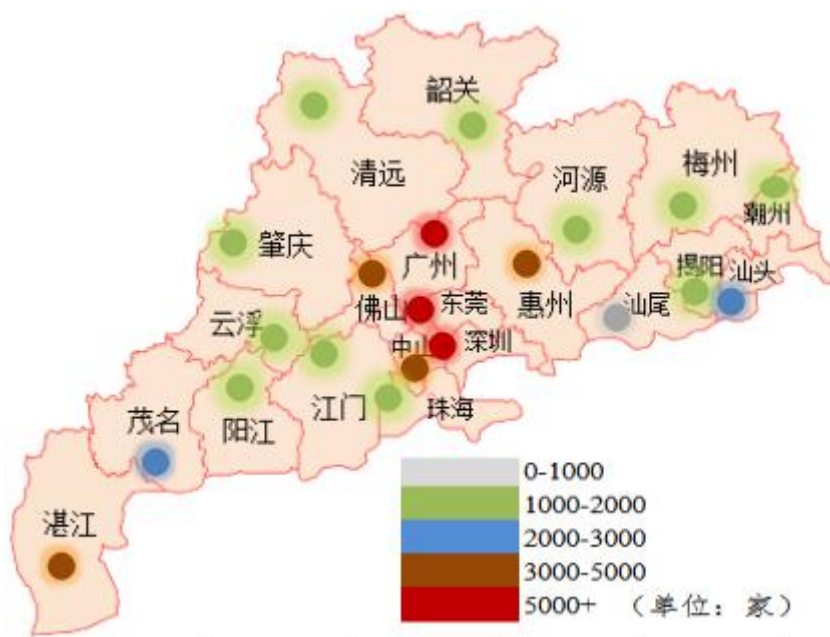 韶关
清远
梅州
河源
潮州
肇庆
广州
揭阳
汕头
惠州
佛山
东莞
汕尾
云浮
中山
深圳
江门
珠海
茂名
阳江
湛江
0-1000
1000-2000
2000-3000
3000-5000
5000+ （单位：家）